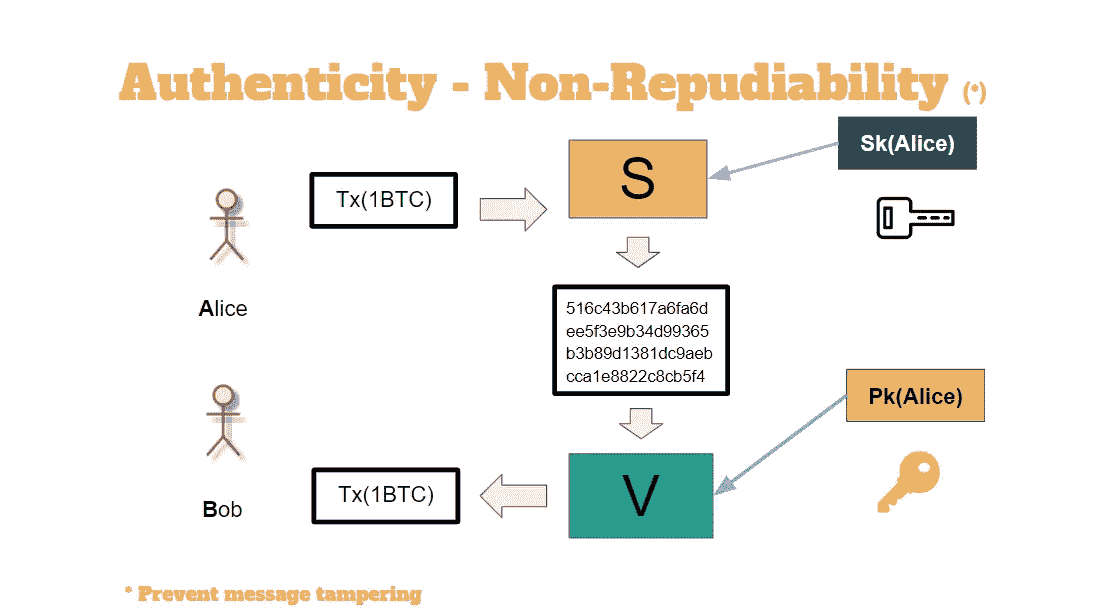 Authenticity - Non-Repudiability (*)
Sk(Alice)
Tx(1BTC)
S
Alice
516c43b617a6fa6d
ee5f3e9b34d99365
b3b89d1381dc9aeb
cca1e8822c8cb5f4
Pk(Alice)
Bob
Tx(1BTC)
V
* Prevent message tampering